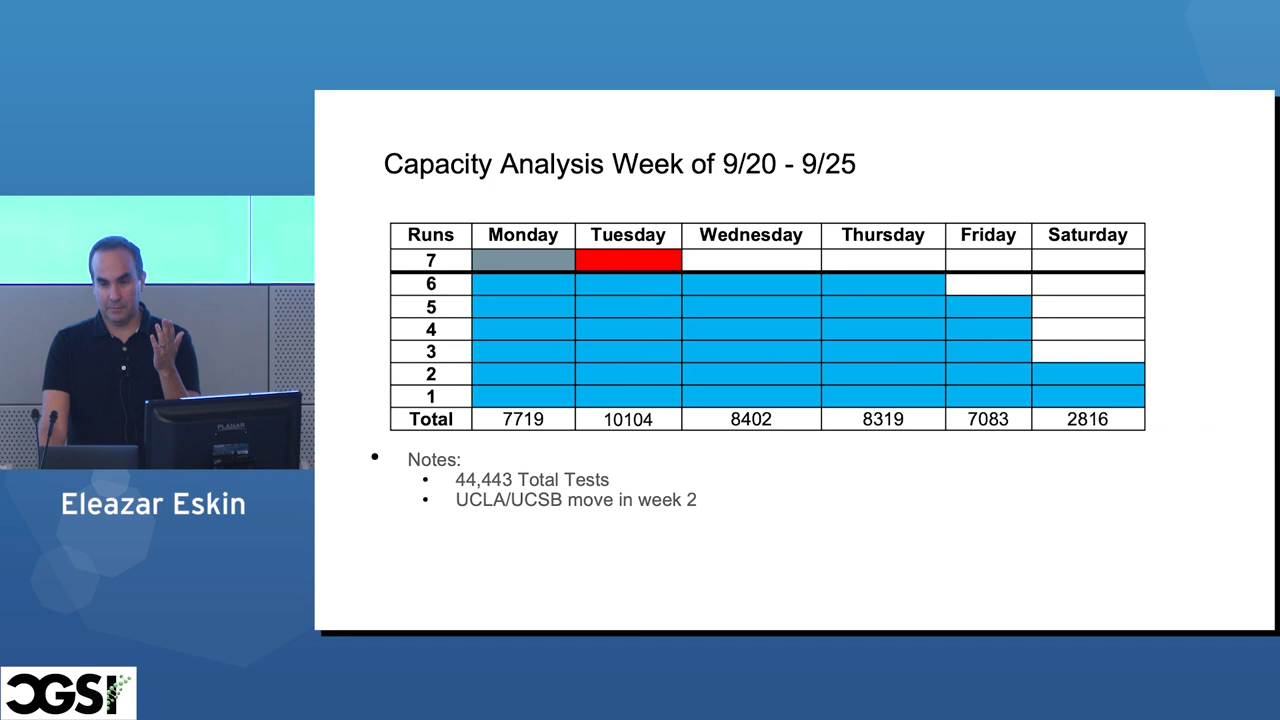 Capacity Analysis Week of 9/20 - 9/25
Runs Monday Tuesday Wednesday Thursday Friday Saturday
7
6
5
4
3
2
1
Total 7719 10104 8402 8319 7083 2816
• Notes:
• 44,443 Total Tests
• UCLA/UCSB move in week 2
PLANAR
Eleazar Eskin
CGSI